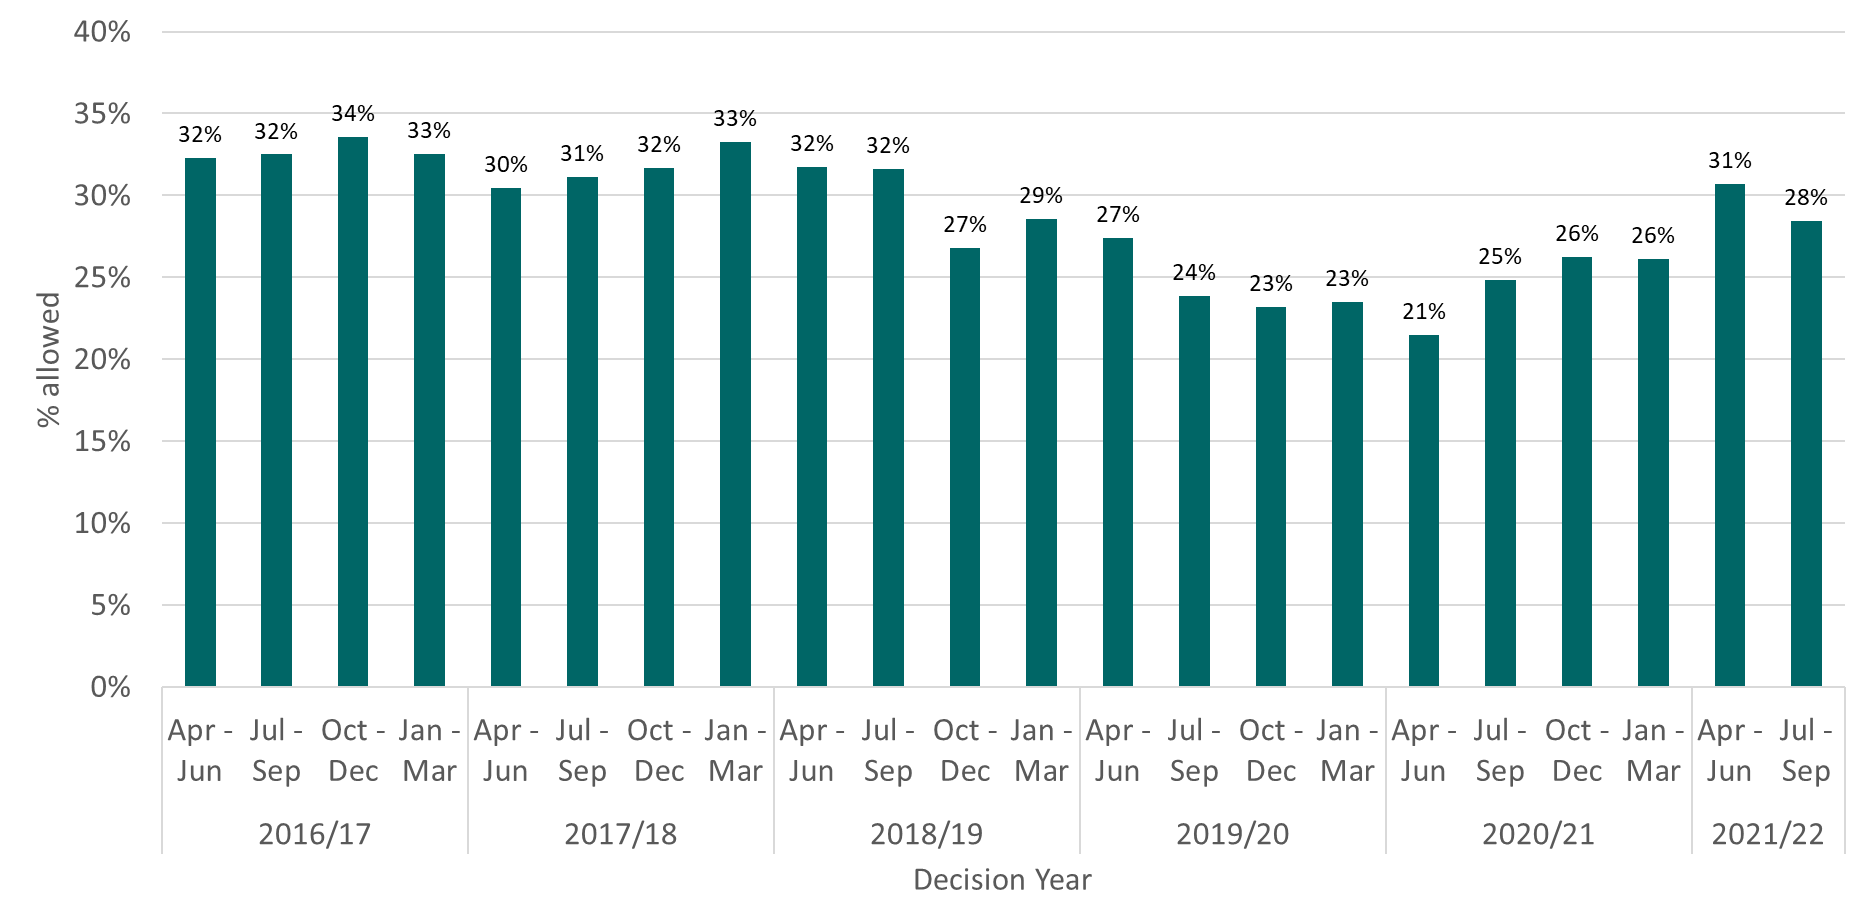 40%
35%
30%
25%
20%
15%
10%
5%
0%
% allowed
32% 32% 34% 33% 30% 31% 32% 33% 32% 32% 27% 29% 27% 24% 23% 23% 21% 25% 26% 26% 31% 28%
Apr - Jul - Oct - Jan - Apr - Jul - Oct - Jan - Apr - Jul - Oct - Jan - Apr - Jul - Oct - Jan - Apr - Jul - Oct - Jan - Apr - Jul -
Jun Sep Dec Mar Jun Sep Dec Mar Jun Sep Dec Mar Jun Sep Dec Mar Jun Sep Dec Mar Jun Sep
2016/17 2017/18 2018/19 2019/20 2020/21 2021/22
Decision Year